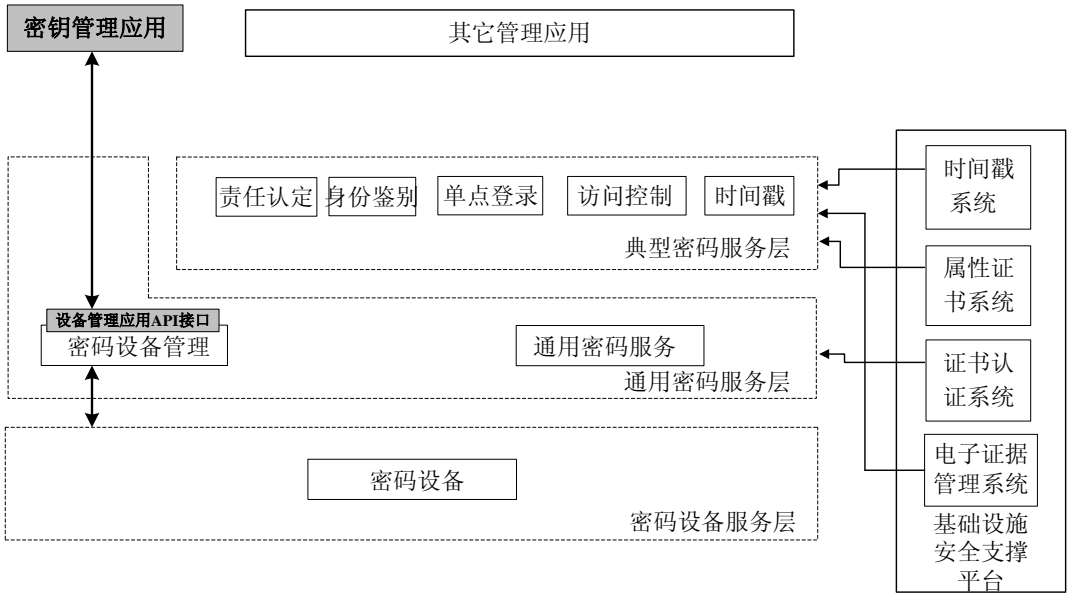 密钥管理应用
其它管理应用
责任认定
身份鉴别
单点登录
访问控制
时间戳
典型密码服务层
设备管理应用API接口
密码设备管理
通用密码服务
通用密码服务层
密码设备
密码设备服务层
时间戳
系统
属性证
书系统
证书认
证系统
电子证据
管理系统
基础设施
安全支撑
平台